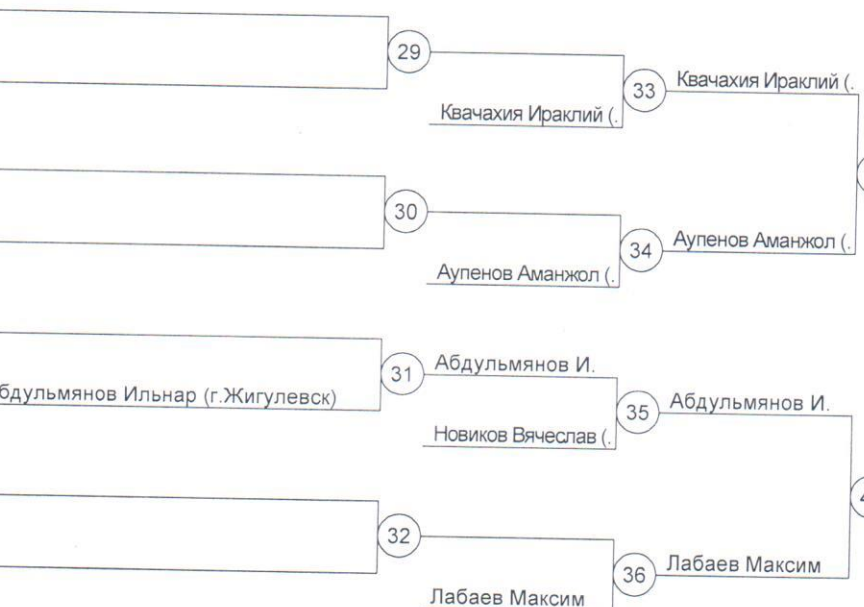 29
33
Квачахия Ираклий (.
Квачахия Ираклий (.
30
34
Аупенов Аманжол (.
Аупенов Аманжол (.
31
Абдульмянов И.
бдульмянов Ильнар (г.Жигулевск)
35
Абдульмянов И.
Новиков Вячеслав (.
32
36
Лабаев Максим
Лабаев Максим